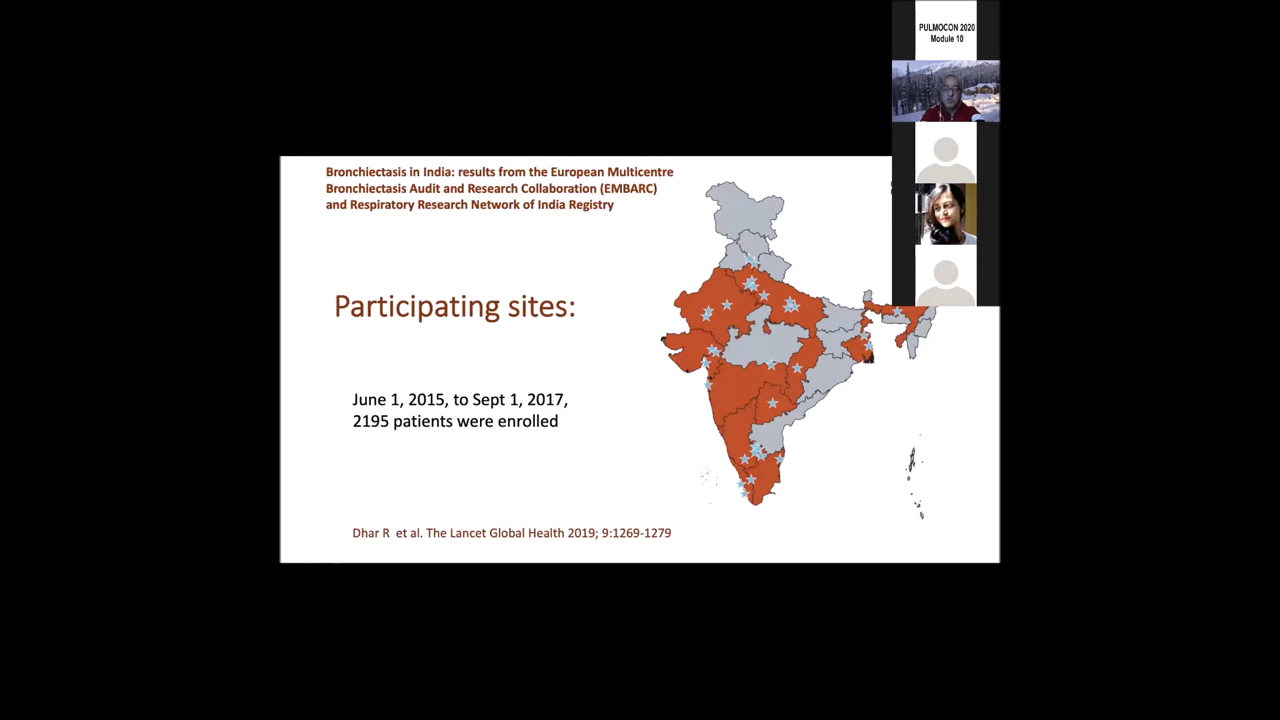 PULMOCON 2020
Module 10
Bronchiectasis in India: results from the European Multicentre
Bronchiectasis Audit and Research Collaboration (EMBARC)
and Respiratory Research Network of India Registry
Participating sites:
June 1, 2015, to Sept 1, 2017,
2195 patients were enrolled
Dhar R et al. The Lancet Global Health 2019; 9:1269-1279